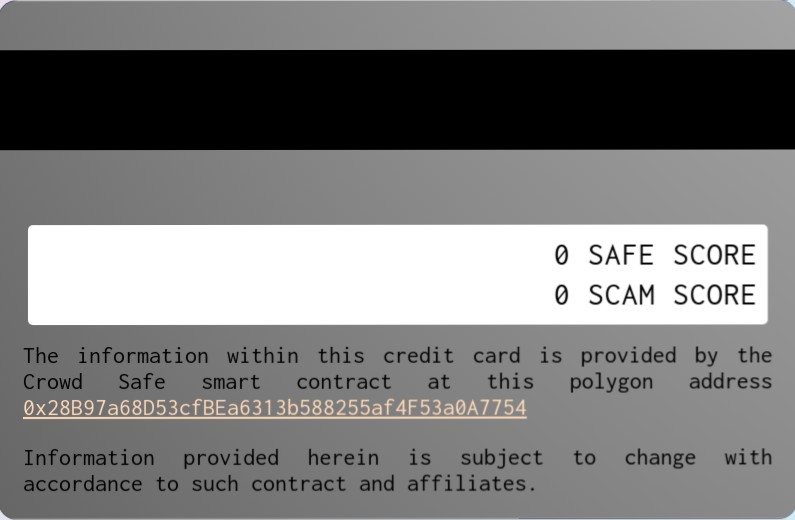 0 SAFE SCORE
0 SCAM SCORE
The information within this credit card is provided by the
Crowd Safe smart contract at this polygon address
0x28B97a68D53cfBEa6313b588255af4F53a0A7754
Information provided herein is subject to change with
accordance to such contract and affiliates.